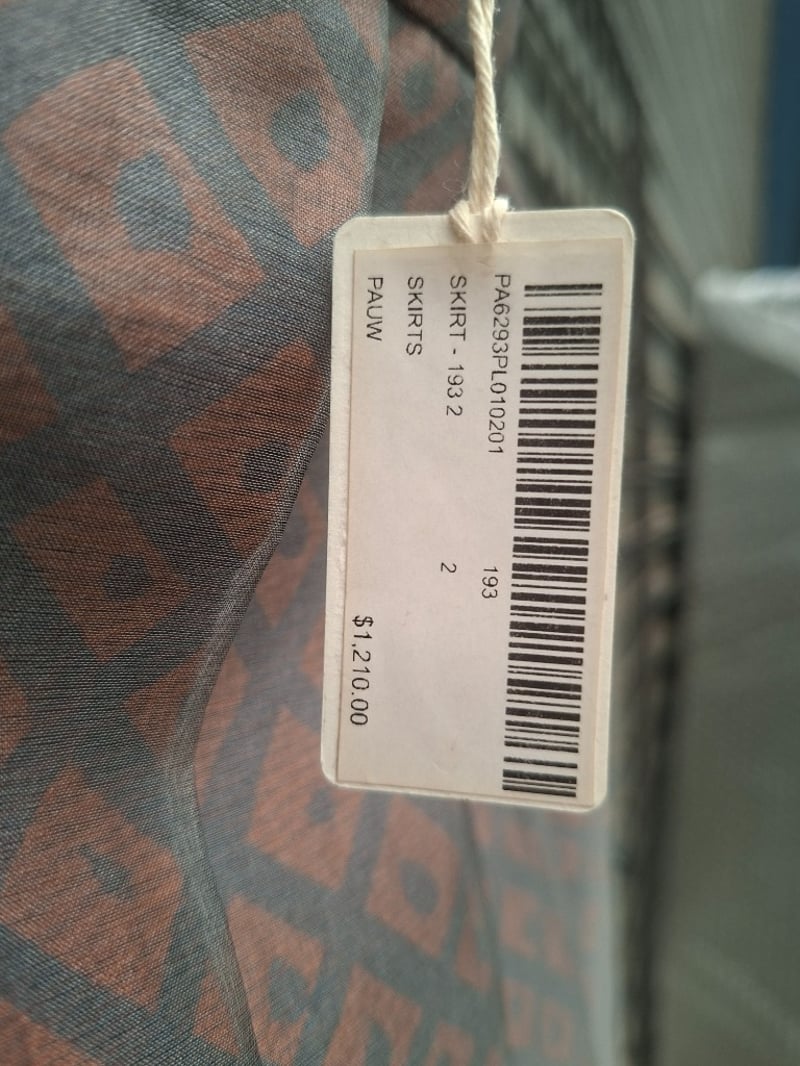 PA6293PL010201 193
SKIRT - 193 2 2
SKIRTS
PAUW $1,210.00